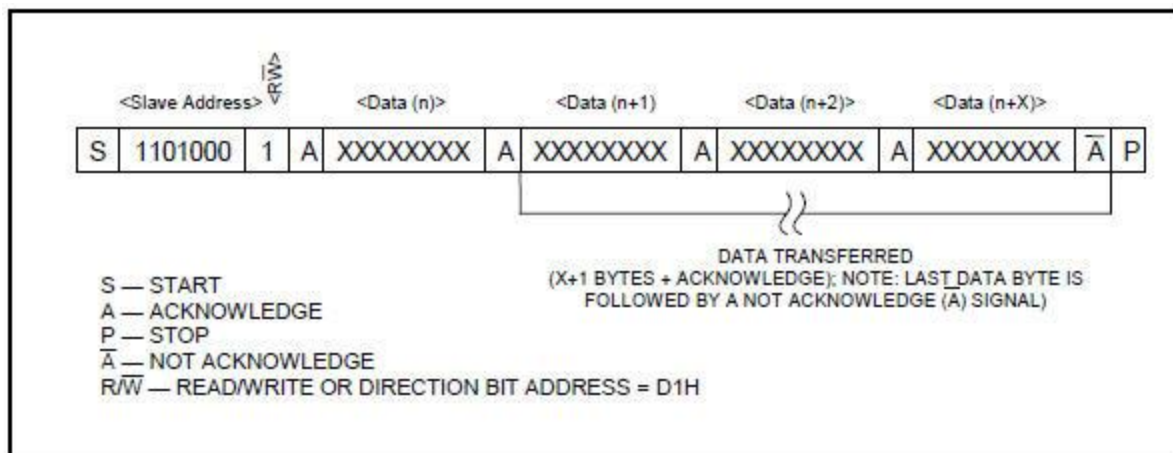 <R/W̅>
<Slave Address> <Data (n)> <Data (n+1) <Data (n+2)> <Data (n+X)>
S 1101000 1 A XXXXXXXX A XXXXXXXX A XXXXXXXX A XXXXXXXX A̅ P
DATA TRANSFERRED
(X+1 BYTES + ACKNOWLEDGE); NOTE: LAST DATA BYTE IS
FOLLOWED BY A NOT ACKNOWLEDGE (A̅) SIGNAL)
S — START
A — ACKNOWLEDGE
P — STOP
A̅ — NOT ACKNOWLEDGE
R/W̅ — READ/WRITE OR DIRECTION BIT ADDRESS = D1H